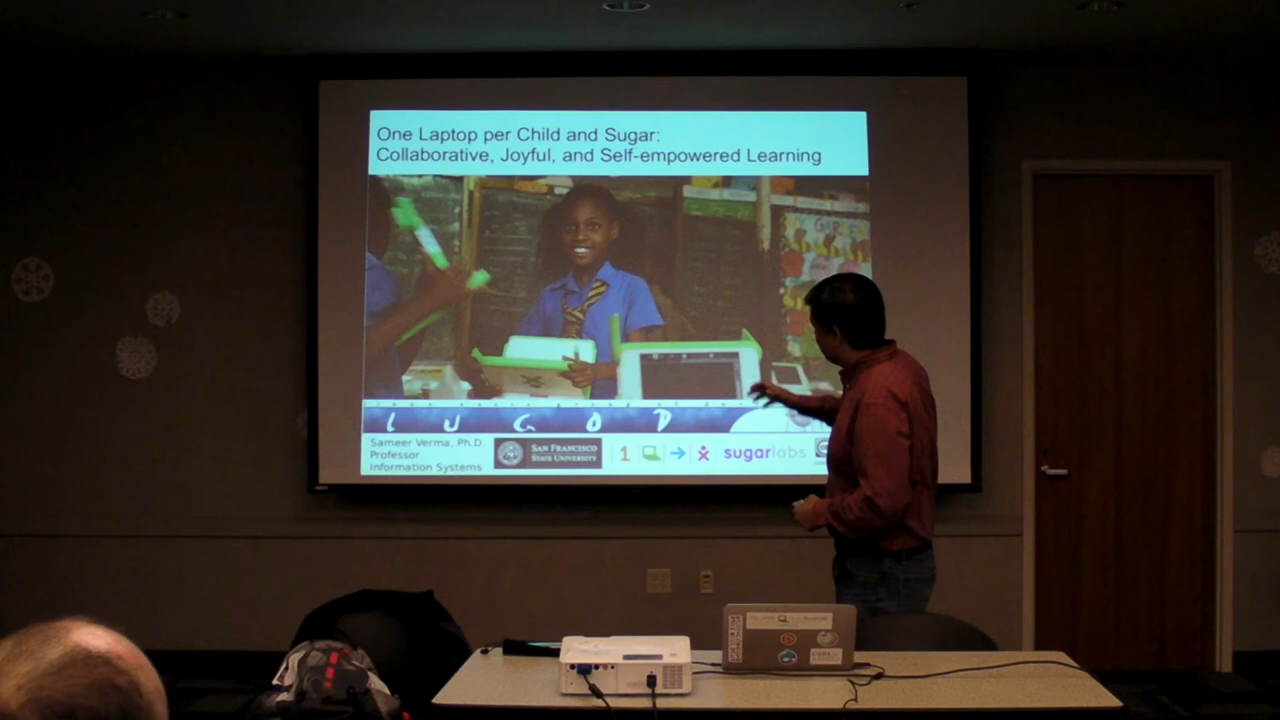 One Laptop per Child and Sugar:
Collaborative, Joyful, and Self-empowered Learning
GARDE
L U G O D
Sameer Verma, Ph.D.
Professor
Information Systems
SAN FRANCISCO
STATE UNIVERSITY
1
sugarlabs